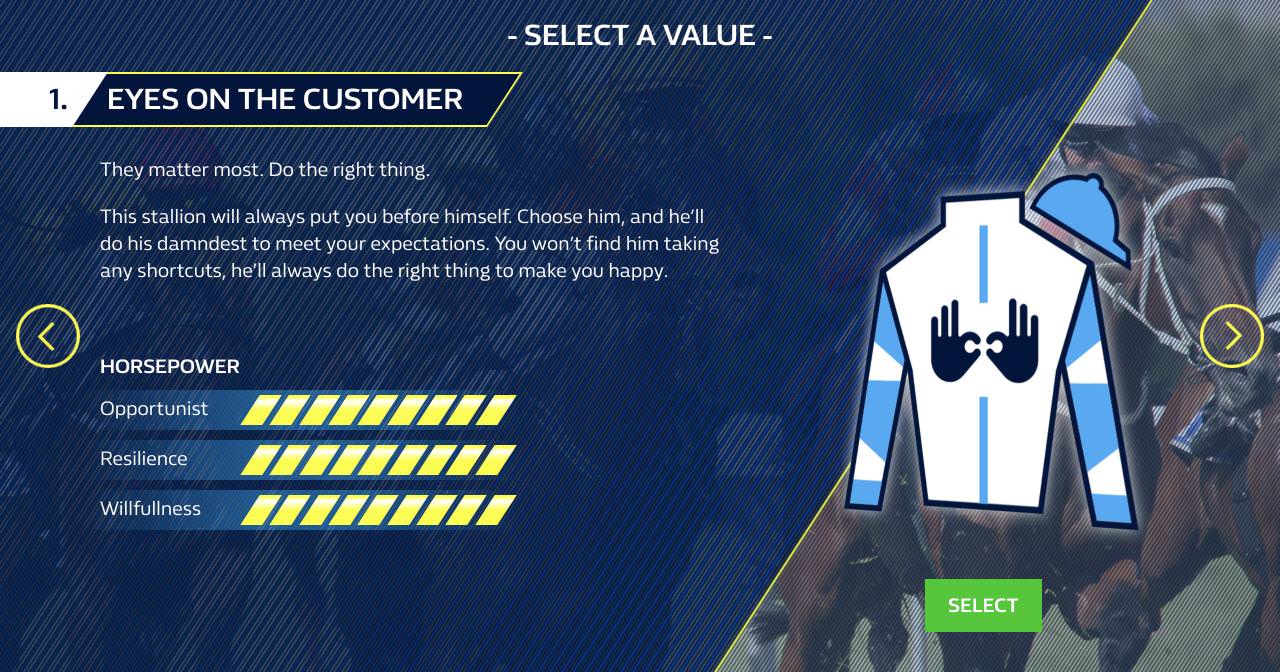 - SELECT A VALUE -
1. EYES ON THE CUSTOMER
They matter most. Do the right thing.
This stallion will always put you before himself. Choose him, and he’ll
do his damndest to meet your expectations. You won’t find him taking
any shortcuts, he’ll always do the right thing to make you happy.
HORSEPOWER
Opportunist
Resilience
Willfullness
SELECT